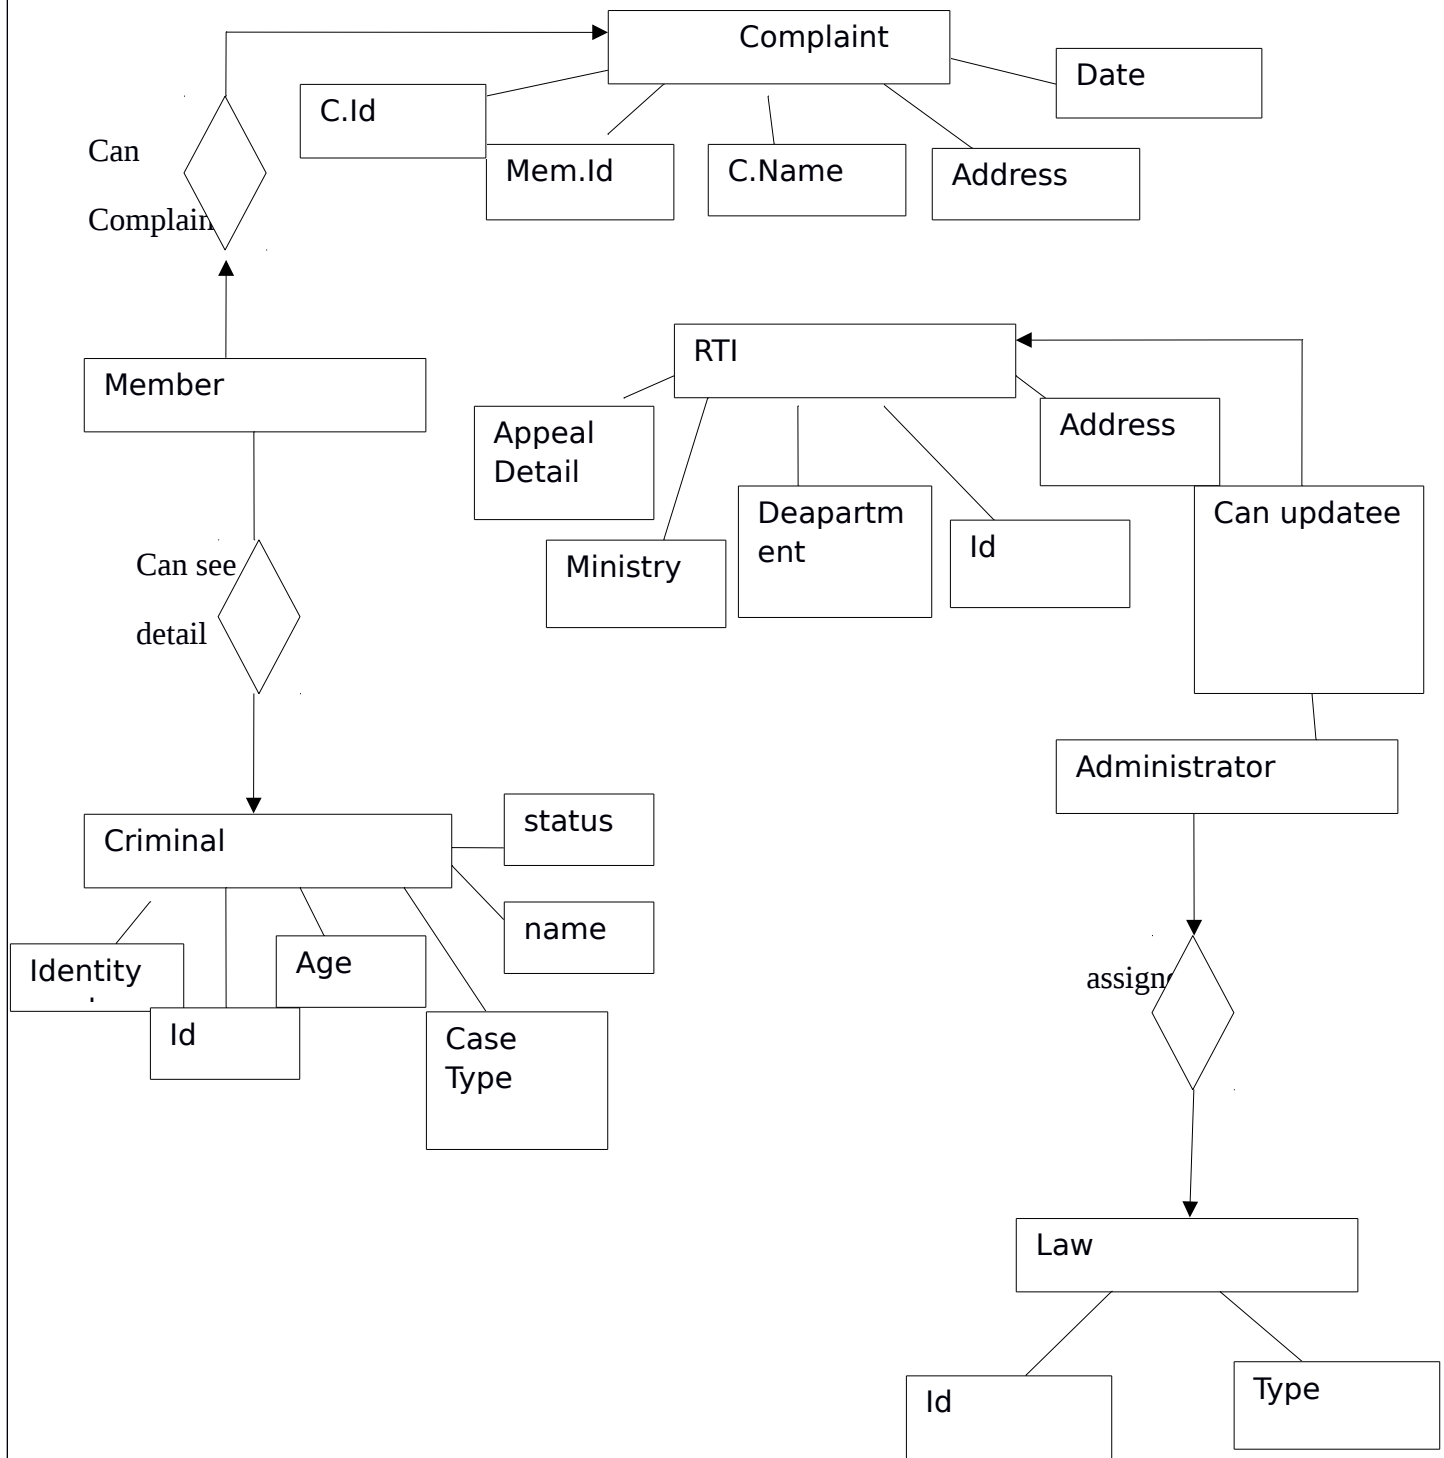 Complaint
Date
C.Id
Can
Mem.Id
C.Name
Address
Complain
RTI
Member
Address
Appeal
Detail
Deapartm
ent
Can updatee
Id
Can see
Ministry
detail
Administrator
status
Criminal
name
Age
Identity
assigne
Id
Case
Type
Law
Type
Id